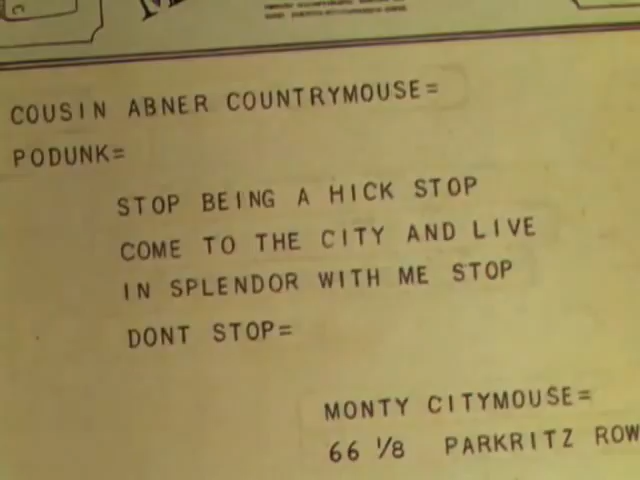 COUSIN ABNER COUNTRYMOUSE=
PODUNK=
STOP BEING A HICK STOP
COME TO THE CITY AND LIVE
IN SPLENDOR WITH ME STOP
DONT STOP=
MONTY CITYMOUSE=
66 1/8 PARKRITZ ROW